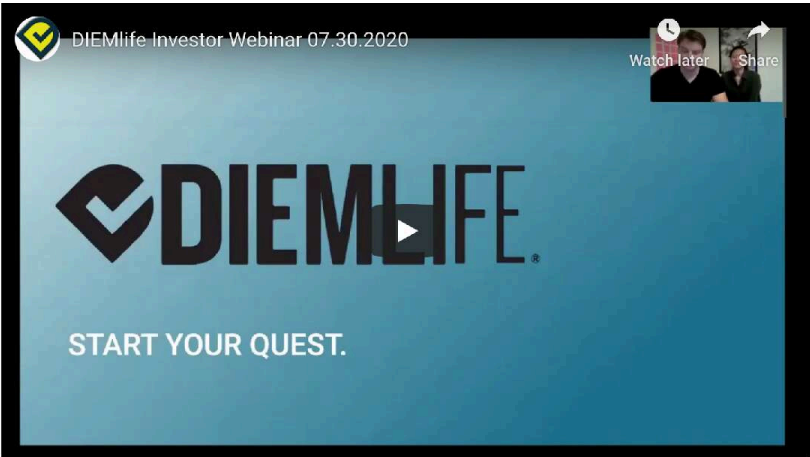 DIEMlife Investor Webinar 07.30.2020
Watch later
Share
DIEMLIFE®
START YOUR QUEST.